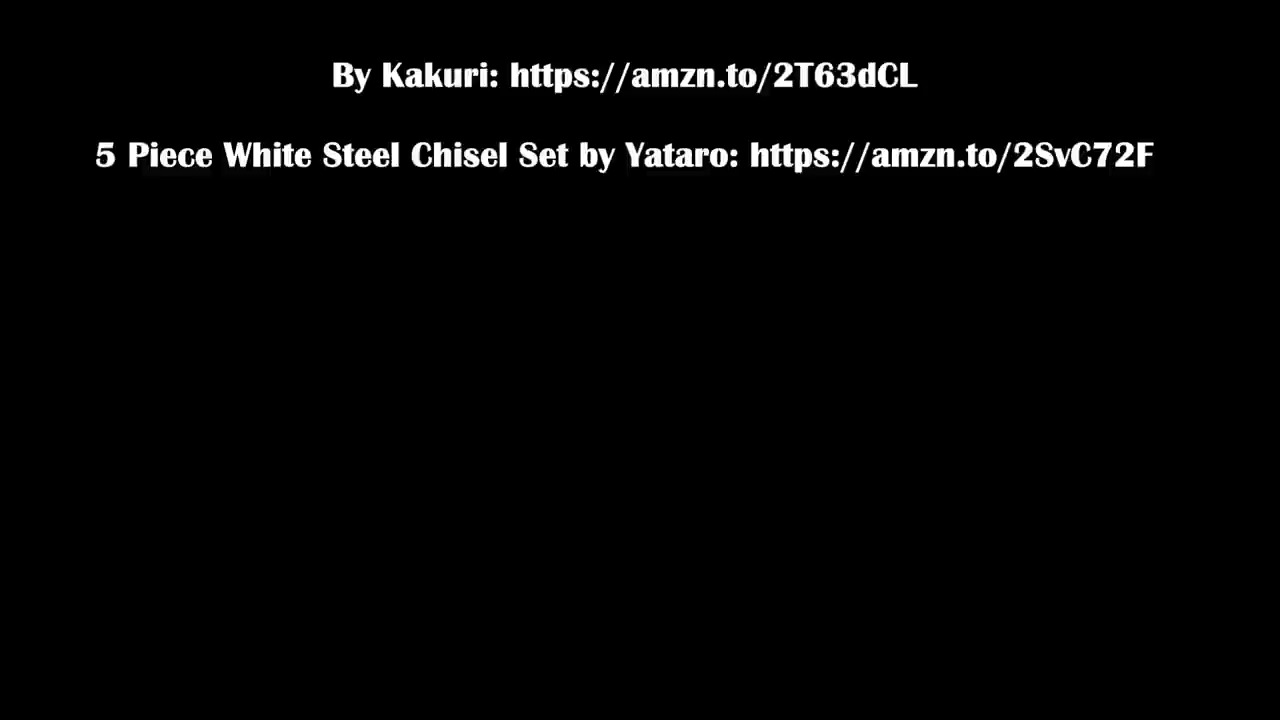 By Kakuri: https://amzn.to/2T63dCL
5 Piece White Steel Chisel Set by Yataro: https://amzn.to/2SvC72F